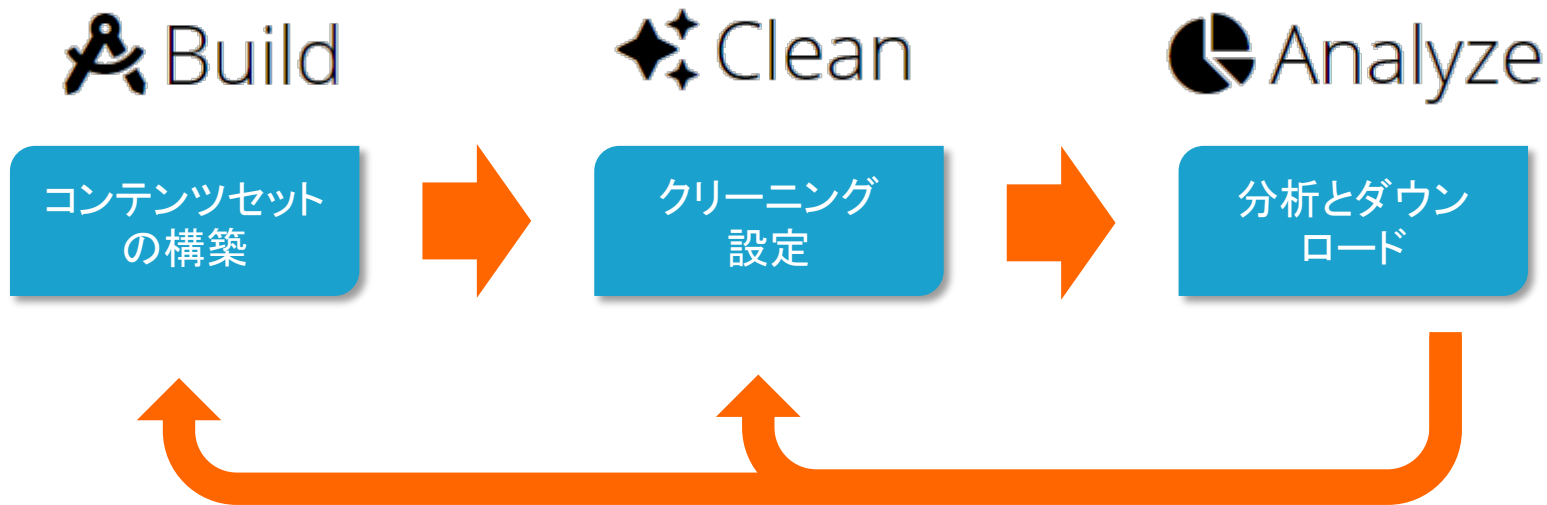 Build
Clean
Analyze
コンテンツセット
の構築
クリーニング
設定
分析とダウン
ロード